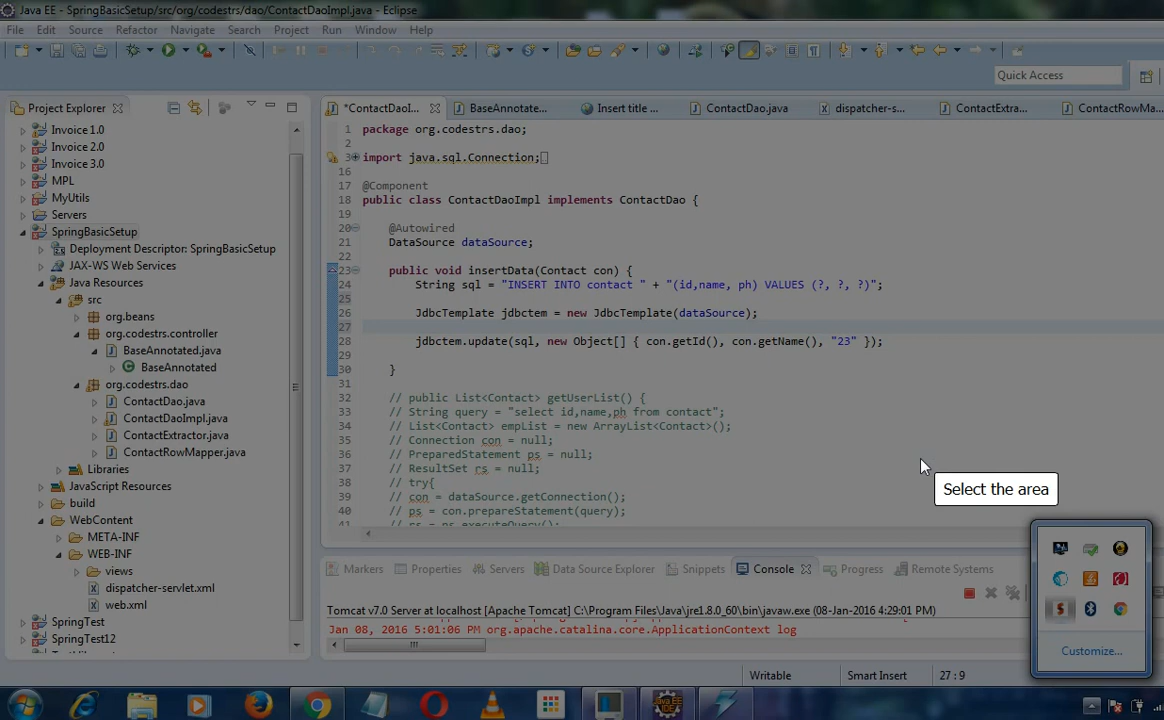 Java EE - SpringBasicSetup/src/org/codestrs/dao/ContactDaoImpl.java - Eclipse
File Edit Source Refactor Navigate Search Project Run Window Help
Quick Access
Project Explorer
Invoice 1.0
Invoice 2.0
Invoice 3.0
MPL
MyUtils
Servers
SpringBasicSetup
Deployment Descriptor: SpringBasicSetup
JAX-WS Web Services
Java Resources
src
org.beans
org.codestrs.controller
BaseAnnotated.java
BaseAnnotated
org.codestrs.dao
ContactDao.java
ContactDaoImpl.java
ContactExtractor.java
ContactRowMapper.java
Libraries
JavaScript Resources
build
WebContent
META-INF
WEB-INF
views
dispatcher-servlet.xml
web.xml
SpringTest
SpringTest12
*ContactDaoI... BaseAnnotate... Insert title ... ContactDao.java dispatcher-s... ContactExtra... ContactRowMa...
1 package org.codestrs.dao;
2
3 import java.sql.Connection;
16
17 @Component
18 public class ContactDaoImpl implements ContactDao {
19
20 @Autowired
21 DataSource dataSource;
22
23 public void insertData(Contact con) {
24 String sql = "INSERT INTO contact " + "(id,name, ph) VALUES (?, ?, ?)";
25
26 JdbcTemplate jdbctem = new JdbcTemplate(dataSource);
27
28 jdbctem.update(sql, new Object[] { con.getId(), con.getName(), "23" });
29
30 }
31
32 // public List<Contact> getUserList() {
33 // String query = "select id,name,ph from contact";
34 // List<Contact> empList = new ArrayList<Contact>();
35 // Connection con = null;
36 // PreparedStatement ps = null;
37 // ResultSet rs = null;
38 // try{
39 // con = dataSource.getConnection();
40 // ps = con.prepareStatement(query);
41 // rs = ps.executeQuery();
Select the area
Customize...
Markers Properties Servers Data Source Explorer Snippets Console Progress Remote Systems
Tomcat v7.0 Server at localhost [Apache Tomcat] C:\Program Files\Java\jre1.8.0_60\bin\javaw.exe (08-Jan-2016 4:29:01 PM)
Jan 08, 2016 5:01:06 PM org.apache.catalina.core.ApplicationContext log
Writable Smart Insert 27 : 9
Java EE
IDE